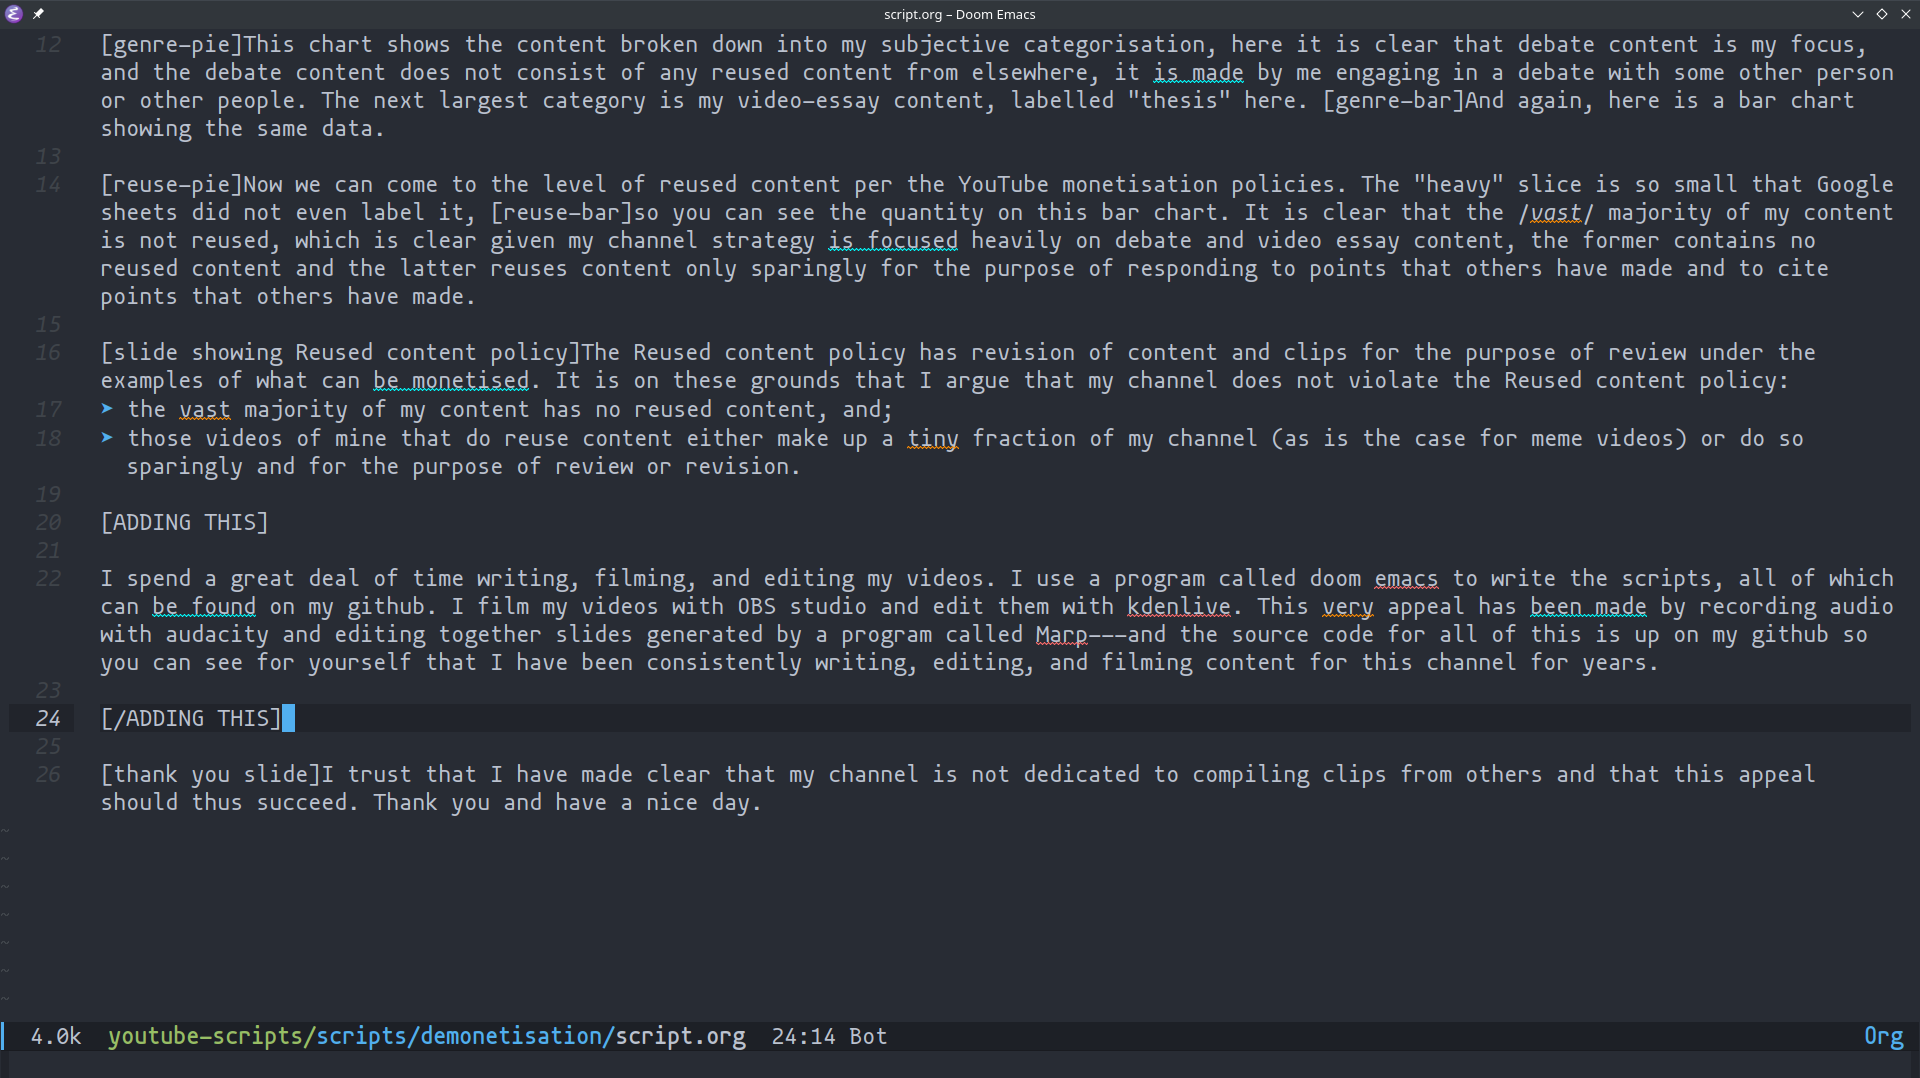 script.org – Doom Emacs
12 [genre-pie]This chart shows the content broken down into my subjective categorisation, here it is clear that debate content is my focus,
and the debate content does not consist of any reused content from elsewhere, it is made by me engaging in a debate with some other person
or other people. The next largest category is my video-essay content, labelled "thesis" here. [genre-bar]And again, here is a bar chart
showing the same data.
13
14 [reuse-pie]Now we can come to the level of reused content per the YouTube monetisation policies. The "heavy" slice is so small that Google
sheets did not even label it, [reuse-bar]so you can see the quantity on this bar chart. It is clear that the /vast/ majority of my content
is not reused, which is clear given my channel strategy is focused heavily on debate and video essay content, the former contains no
reused content and the latter reuses content only sparingly for the purpose of responding to points that others have made and to cite
points that others have made.
15
16 [slide showing Reused content policy]The Reused content policy has revision of content and clips for the purpose of review under the
examples of what can be monetised. It is on these grounds that I argue that my channel does not violate the Reused content policy:
17 ➤ the vast majority of my content has no reused content, and;
18 ➤ those videos of mine that do reuse content either make up a tiny fraction of my channel (as is the case for meme videos) or do so
sparingly and for the purpose of review or revision.
19
20 [ADDING THIS]
21
22 I spend a great deal of time writing, filming, and editing my videos. I use a program called doom emacs to write the scripts, all of which
can be found on my github. I film my videos with OBS studio and edit them with kdenlive. This very appeal has been made by recording audio
with audacity and editing together slides generated by a program called Marp---and the source code for all of this is up on my github so
you can see for yourself that I have been consistently writing, editing, and filming content for this channel for years.
23
24 [/ADDING THIS]
25
26 [thank you slide]I trust that I have made clear that my channel is not dedicated to compiling clips from others and that this appeal
should thus succeed. Thank you and have a nice day.
~
~
~
~
~
~
~
4.0k youtube-scripts/scripts/demonetisation/script.org 24:14 Bot Org